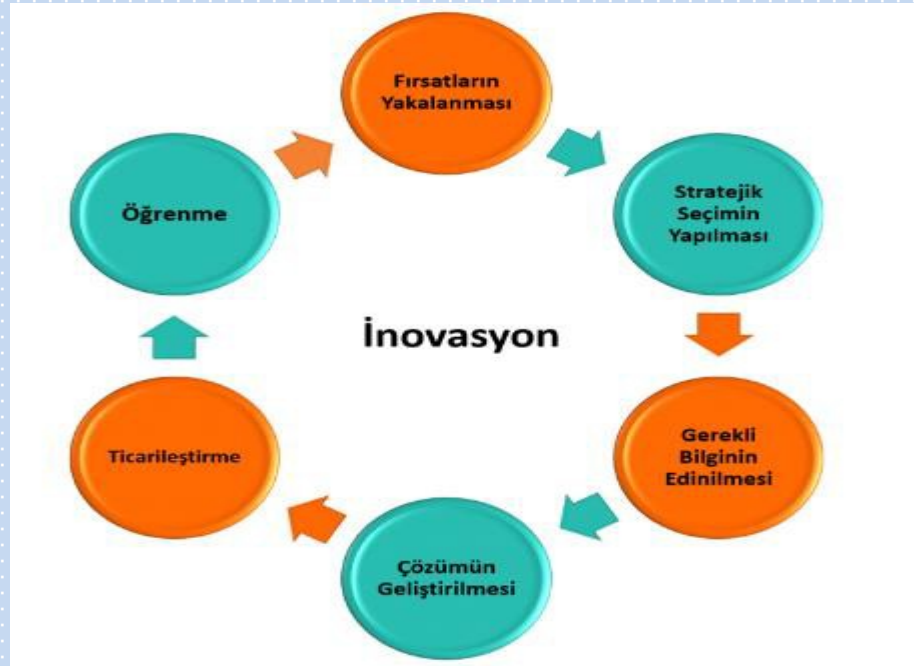 Fırsatların
Yakalanması
Stratejik
Seçimin
Yapılması
Gerekli
Bilginin
Edinilmesi
Çözümün
Geliştirilmesi
Ticarileştirme
Öğrenme
İnovasyon